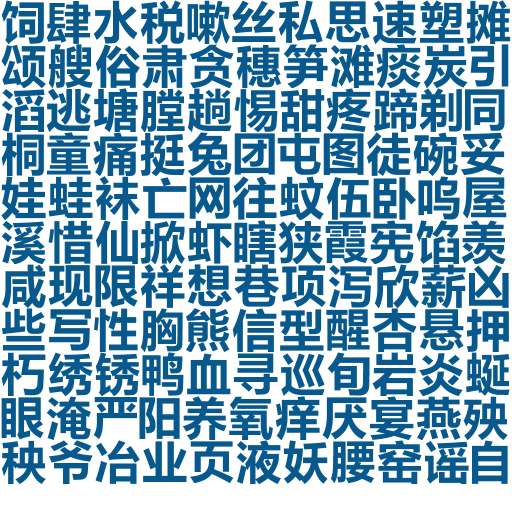 饲肆水税嗽丝私思速塑摊
颂艘俗肃贪穗笋滩痰炭引
滔逃塘膛趟惕甜疼蹄剃同
桐童痛挺兔团屯图徒碗妥
娃蛙袜亡网往蚊伍卧呜屋
溪惜仙掀虾瞎狭霞宪馅羡
咸现限祥想巷项泻欣薪凶
些写性胸熊信型醒杏悬押
朽绣锈鸭血寻巡旬岩炎蜒
眼淹严阳养氧痒厌宴燕殃
秧爷冶业页液妖腰窑谣自